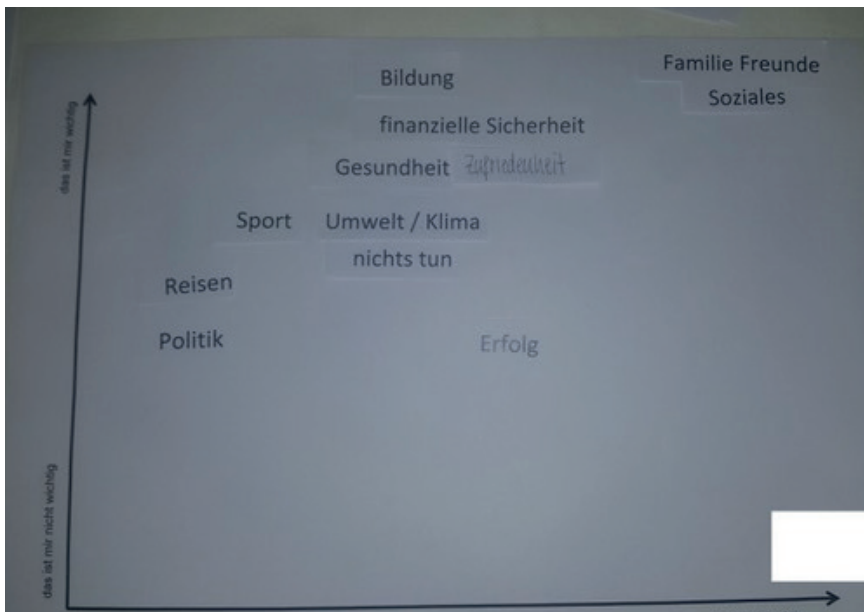 Familie Freunde
Bildung
Soziales
das ist mir wichtig
finanzielle Sicherheit
Gesundheit Zufriedenheit
Sport Umwelt / Klima
nichts tun
Reisen
Politik Erfolg
das ist mir nicht wichtig